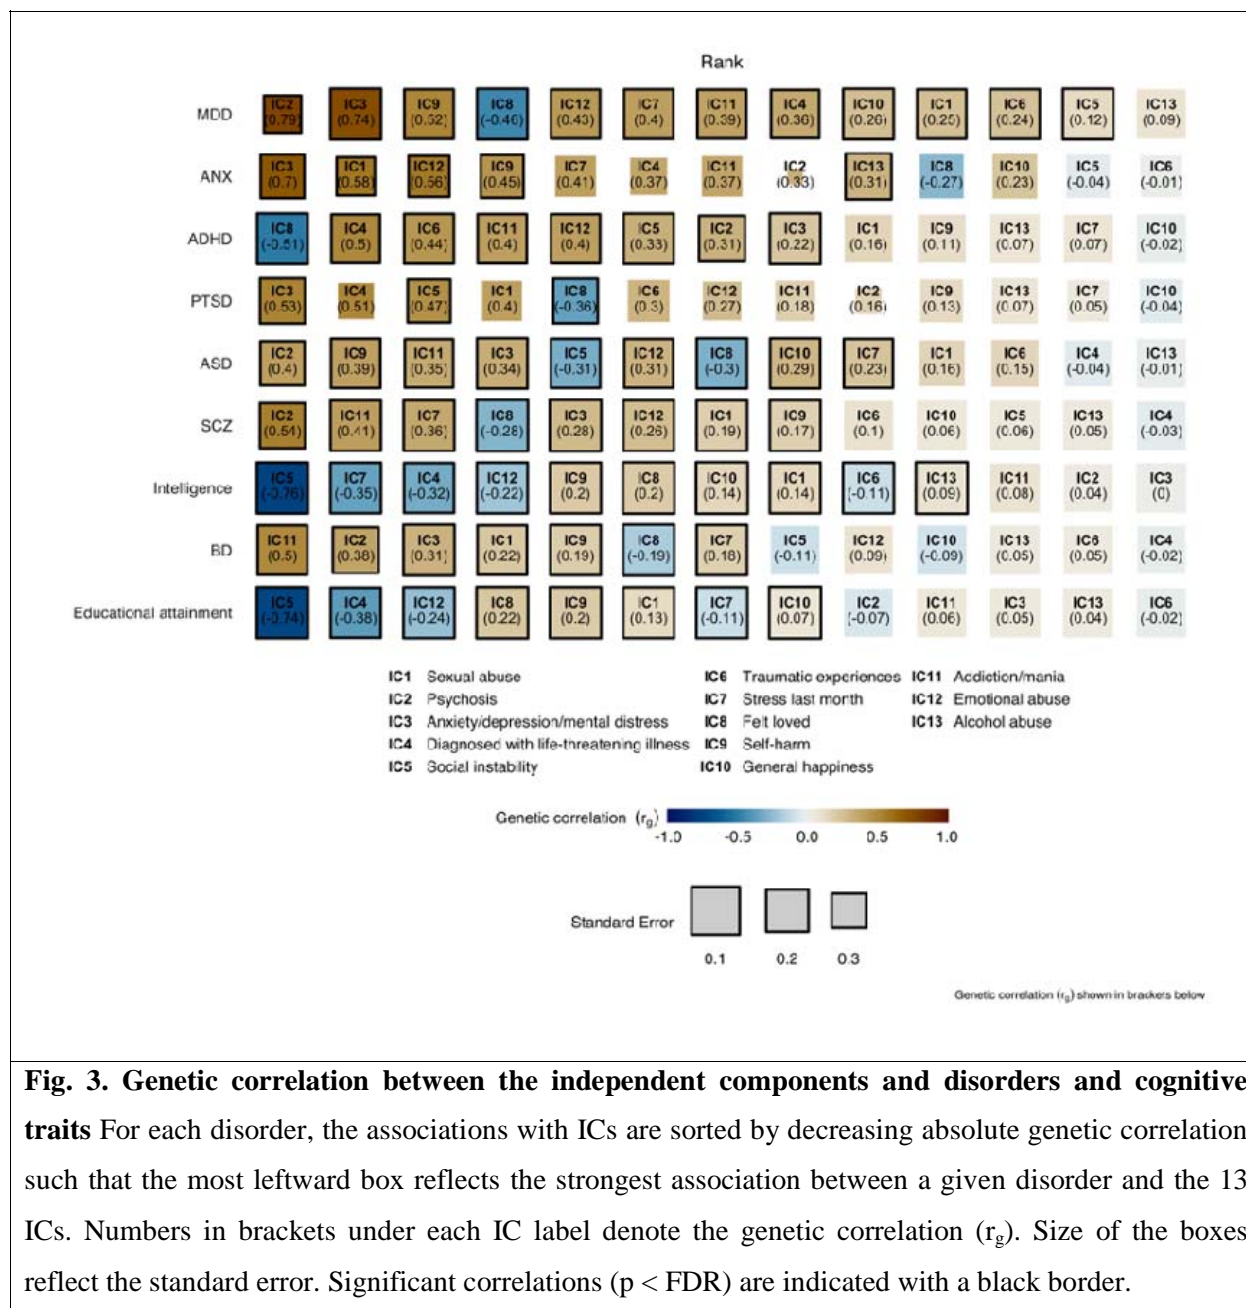 Rank
MDD IC2 IC3 IC9 IC8 IC12 IC7 IC11 IC4 IC10 IC1 IC6 IC5 IC13
(0.79) (0.74) (0.52) (-0.46) (0.43) (0.4) (0.39) (0.36) (0.26) (0.25) (0.24) (0.12) (0.09)
ANX IC3 IC1 IC12 IC9 IC7 IC4 IC11 IC2 IC13 IC8 IC10 IC5 IC6
(0.7) (0.58) (0.56) (0.45) (0.41) (0.37) (0.37) (0.33) (0.31) (-0.27) (0.23) (-0.04) (-0.01)
ADHD IC8 IC4 IC6 IC11 IC12 IC5 IC2 IC3 IC1 IC9 IC13 IC7 IC10
(-0.51) (0.5) (0.44) (0.4) (0.4) (0.33) (0.31) (0.22) (0.16) (0.11) (0.07) (0.07) (-0.02)
PTSD IC3 IC4 IC5 IC1 IC8 IC6 IC12 IC11 IC2 IC9 IC13 IC7 IC10
(0.53) (0.51) (0.47) (0.4) (-0.36) (0.3) (0.27) (0.18) (0.16) (0.13) (0.07) (0.05) (-0.04)
ASD IC2 IC9 IC11 IC3 IC5 IC12 IC8 IC10 IC7 IC1 IC6 IC4 IC13
(0.4) (0.39) (0.35) (0.34) (-0.31) (0.31) (-0.3) (0.29) (0.23) (0.16) (0.15) (-0.04) (-0.01)
SCZ IC2 IC11 IC7 IC8 IC3 IC12 IC1 IC9 IC6 IC10 IC5 IC13 IC4
(0.54) (0.41) (0.36) (-0.28) (0.28) (0.26) (0.19) (0.17) (0.1) (0.06) (0.06) (0.05) (-0.03)
Intelligence IC5 IC7 IC4 IC12 IC9 IC8 IC10 IC1 IC6 IC13 IC11 IC2 IC3
(-0.76) (-0.35) (-0.32) (-0.22) (0.2) (0.2) (0.14) (0.14) (-0.11) (0.09) (0.08) (0.04) (0)
BD IC11 IC2 IC3 IC1 IC9 IC8 IC7 IC5 IC12 IC10 IC13 IC6 IC4
(0.5) (0.38) (0.31) (0.22) (0.19) (-0.19) (0.18) (-0.11) (0.09) (-0.09) (0.05) (0.05) (-0.02)
Educational attainment IC5 IC4 IC12 IC8 IC9 IC1 IC7 IC10 IC2 IC11 IC3 IC13 IC6
(-0.74) (-0.38) (-0.24) (0.22) (0.2) (0.13) (-0.11) (0.07) (-0.07) (0.06) (0.05) (0.04) (-0.02)
IC1 Sexual abuse IC6 Traumatic experiences IC11 Addiction/mania
IC2 Psychosis IC7 Stress last month IC12 Emotional abuse
IC3 Anxiety/depression/mental distress IC8 Felt loved IC13 Alcohol abuse
IC4 Diagnosed with life-threatening illness IC9 Self-harm
IC5 Social instability IC10 General happiness
Genetic correlation (rg)
-1.0 -0.5 0.0 0.5 1.0
Standard Error
0.1 0.2 0.3
Genetic correlation (rg) shown in brackets below
Fig. 3. Genetic correlation between the independent components and disorders and cognitive
traits For each disorder, the associations with ICs are sorted by decreasing absolute genetic correlation
such that the most leftward box reflects the strongest association between a given disorder and the 13
ICs. Numbers in brackets under each IC label denote the genetic correlation (rg). Size of the boxes
reflect the standard error. Significant correlations (p < FDR) are indicated with a black border.